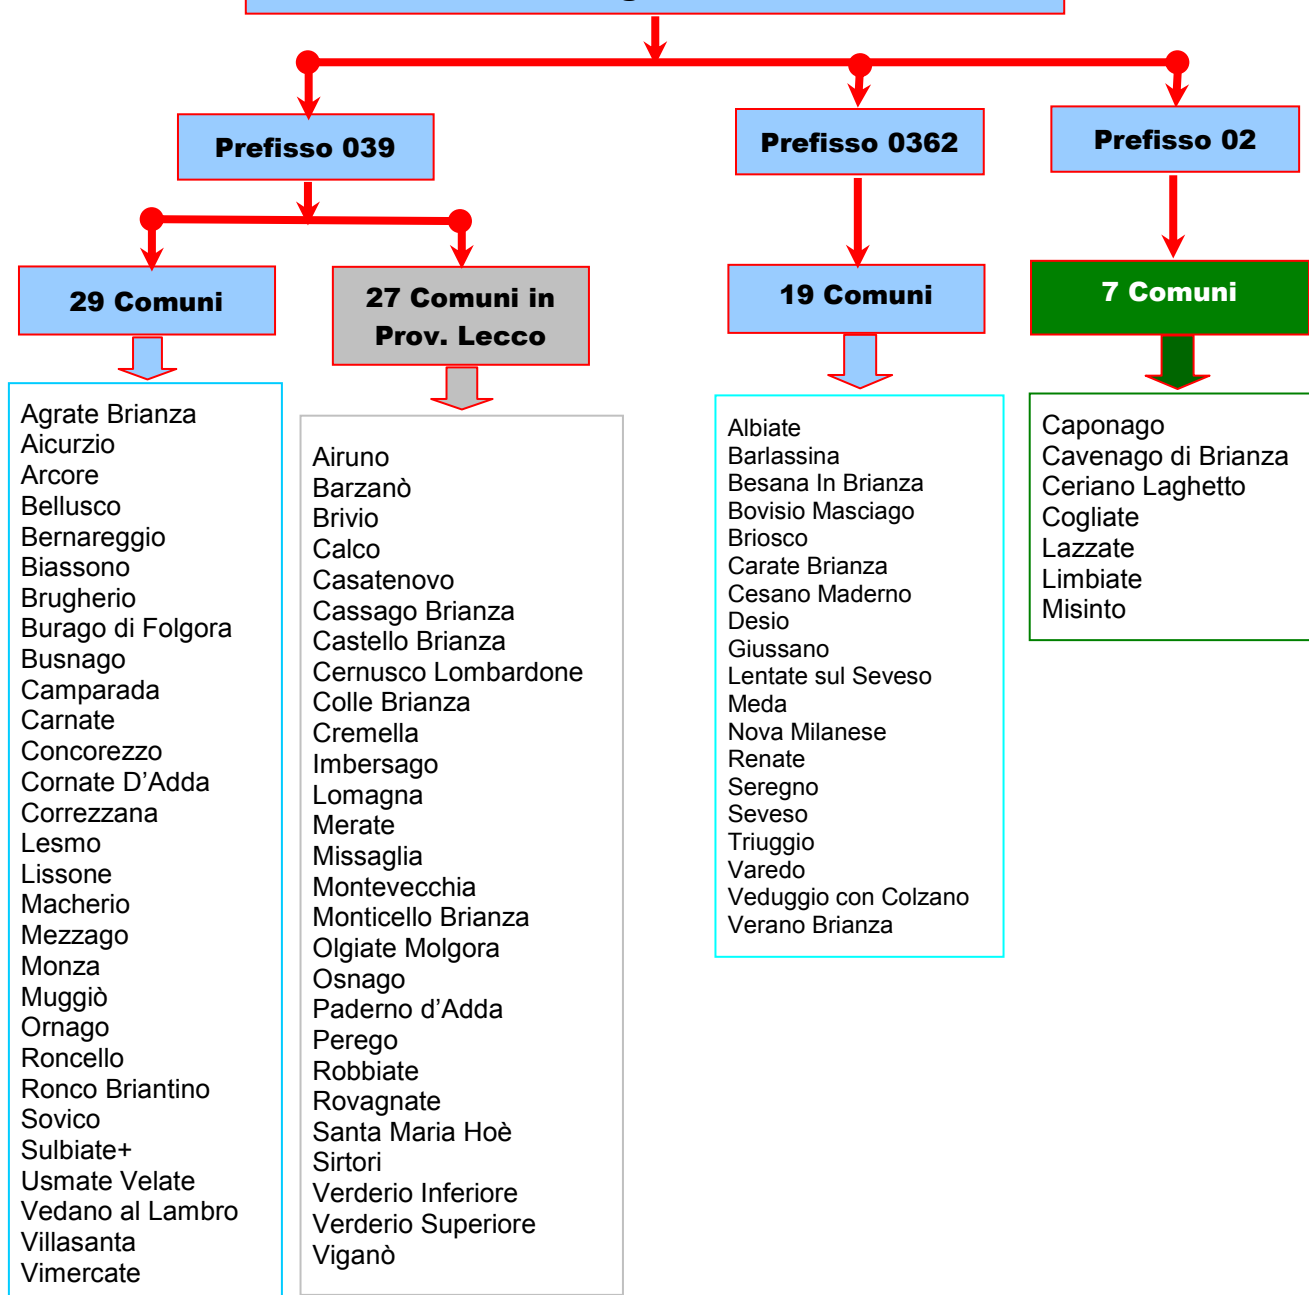 Prefisso 039
Prefisso 0362
Prefisso 02
29 Comuni
27 Comuni in
Prov. Lecco
19 Comuni
7 Comuni
Agrate Brianza
Aicurzio
Arcore
Bellusco
Bernareggio
Biassono
Brugherio
Burago di Folgora
Busnago
Camparada
Carnate
Concorezzo
Cornate D’Adda
Correzzana
Lesmo
Lissone
Macherio
Mezzago
Monza
Muggiò
Ornago
Roncello
Ronco Briantino
Sovico
Sulbiate+
Usmate Velate
Vedano al Lambro
Villasanta
Vimercate
Airuno
Barzanò
Brivio
Calco
Casatenovo
Cassago Brianza
Castello Brianza
Cernusco Lombardone
Colle Brianza
Cremella
Imbersago
Lomagna
Merate
Missaglia
Montevecchia
Monticello Brianza
Olgiate Molgora
Osnago
Paderno d’Adda
Perego
Robbiate
Rovagnate
Santa Maria Hoè
Sirtori
Verderio Inferiore
Verderio Superiore
Viganò
Albiate
Barlassina
Besana In Brianza
Bovisio Masciago
Briosco
Carate Brianza
Cesano Maderno
Desio
Giussano
Lentate sul Seveso
Meda
Nova Milanese
Renate
Seregno
Seveso
Triuggio
Varedo
Veduggio con Colzano
Verano Brianza
Caponago
Cavenago di Brianza
Ceriano Laghetto
Cogliate
Lazzate
Limbiate
Misinto